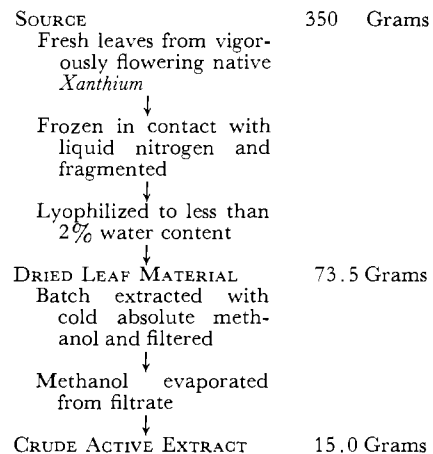 SOURCE 350 Grams
Fresh leaves from vigor-
ously flowering native
Xanthium
↓
Frozen in contact with
liquid nitrogen and
fragmented
↓
Lyophilized to less than
2% water content
↓
DRIED LEAF MATERIAL 73.5 Grams
Batch extracted with
cold absolute meth-
anol and filtered
↓
Methanol evaporated
from filtrate
↓
CRUDE ACTIVE EXTRACT 15.0 Grams